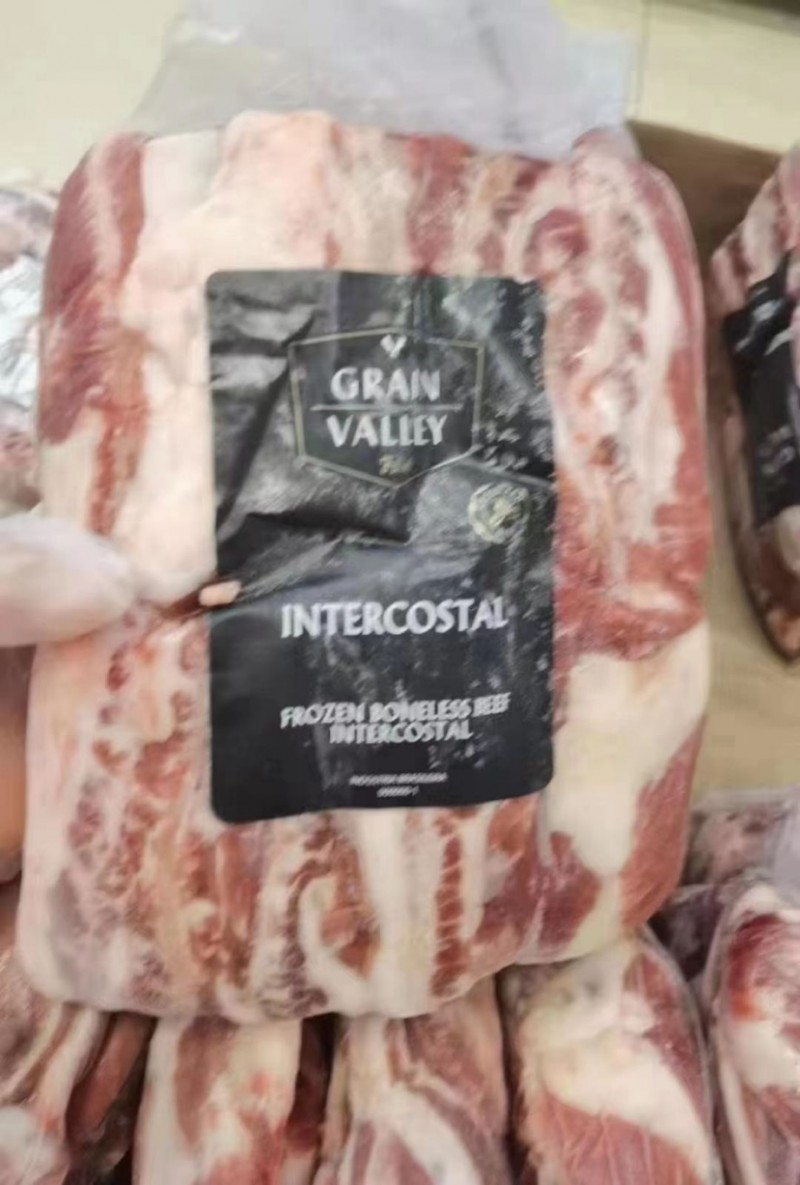 GRAIN
VALLEY
INTERCOSTAL
FROZEN BONELESS BEEF
INTERCOSTAL